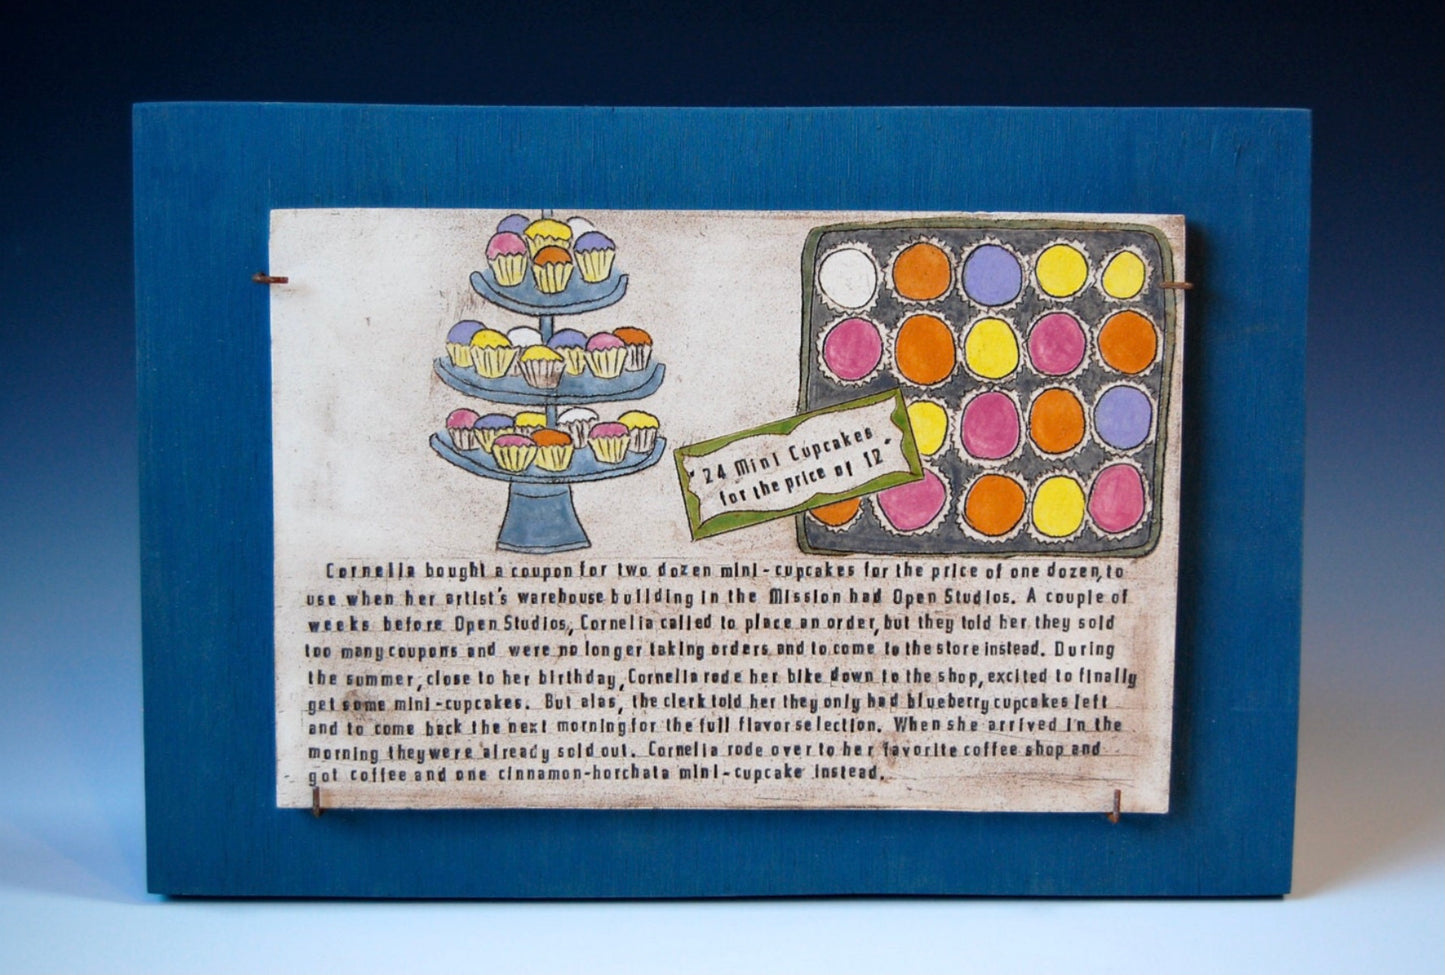 "24 Mini Cupcakes
for the price of 12"
Cornelia bought a coupon for two dozen mini-cupcakes for the price of one dozen, to
use when her artist's warehouse building in the Mission had Open Studios. A couple of
weeks before Open Studios, Cornelia called to place an order, but they told her they sold
too many coupons and were no longer taking orders and to come to the store instead. During
the summer, close to her birthday, Cornelia rode her bike down to the shop, excited to finally
get some mini-cupcakes. But alas, the clerk told her they only had blueberry cupcakes left
and to come back the next morning for the full flavor selection. When she arrived in the
morning they were already sold out. Cornelia rode over to her favorite coffee shop and
got coffee and one cinnamon-horchata mini-cupcake instead.